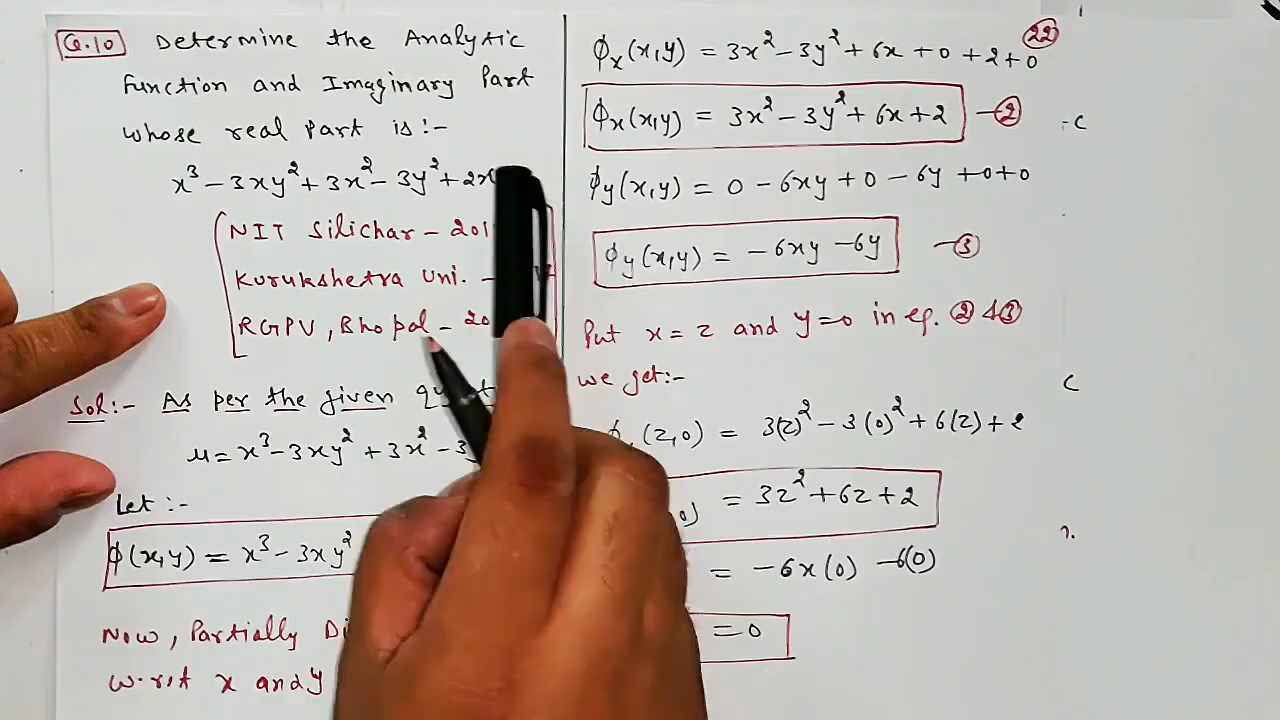 Q.10 Determine the Analytic
Function and Imaginary Part
whose real part is:-
x³ - 3xy² + 3x² - 3y² + 2x
NIT Silichar - 201
Kurukshetra Uni. -
RGPV, Bhopal - 20
Sol:- As per the given
u = x³ - 3xy² + 3x² - 3y
Let :-
ϕ(x,y) = x³ - 3xy²
Now, Partially Di
w.r.t x and y
22
ϕx(x,y) = 3x² - 3y² + 6x + 0 + 2 + 0
ϕx(x,y) = 3x² - 3y² + 6x + 2 — 2
ϕy(x,y) = 0 - 6xy + 0 - 6y + 0 + 0
ϕy(x,y) = - 6xy - 6y — 3
Put x = z and y = 0 in eq. 2 & 3
we get:-
(z,0) = 3(z)² - 3(0)² + 6(z) + 2
0) = 3z² + 6z + 2
= - 6x(0) - 6(0)
= 0